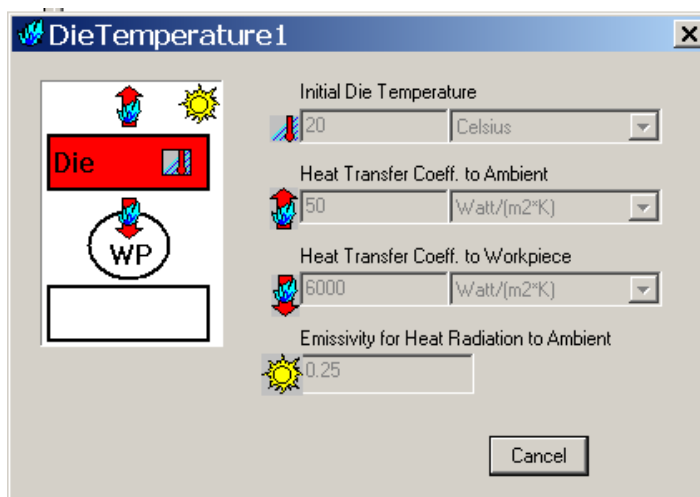 DieTemperature1
Die
WP
Initial Die Temperature
20 Celsius
Heat Transfer Coeff. to Ambient
50 Watt/(m2*K)
Heat Transfer Coeff. to Workpiece
6000 Watt/(m2*K)
Emissivity for Heat Radiation to Ambient
0.25
Cancel